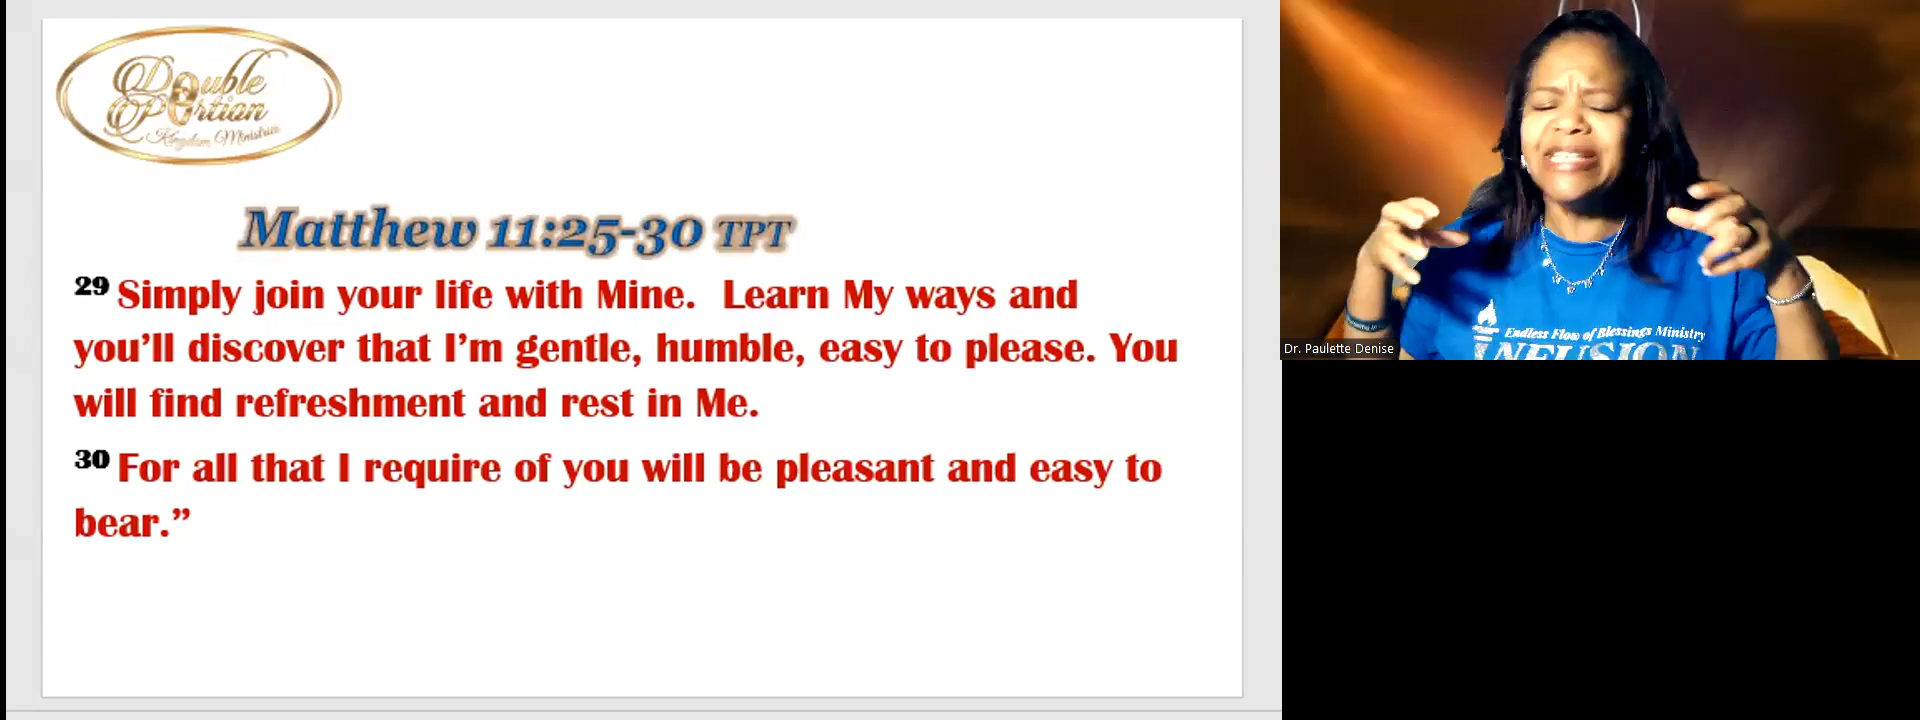 Double
Portion
Kingdom Ministries
Matthew 11:25-30 TPT
29 Simply join your life with Mine. Learn My ways and
you’ll discover that I’m gentle, humble, easy to please. You
will find refreshment and rest in Me.
30 For all that I require of you will be pleasant and easy to
bear.”
Endless Flow of Blessings Ministry
INFUSION
Dr. Paulette Denise